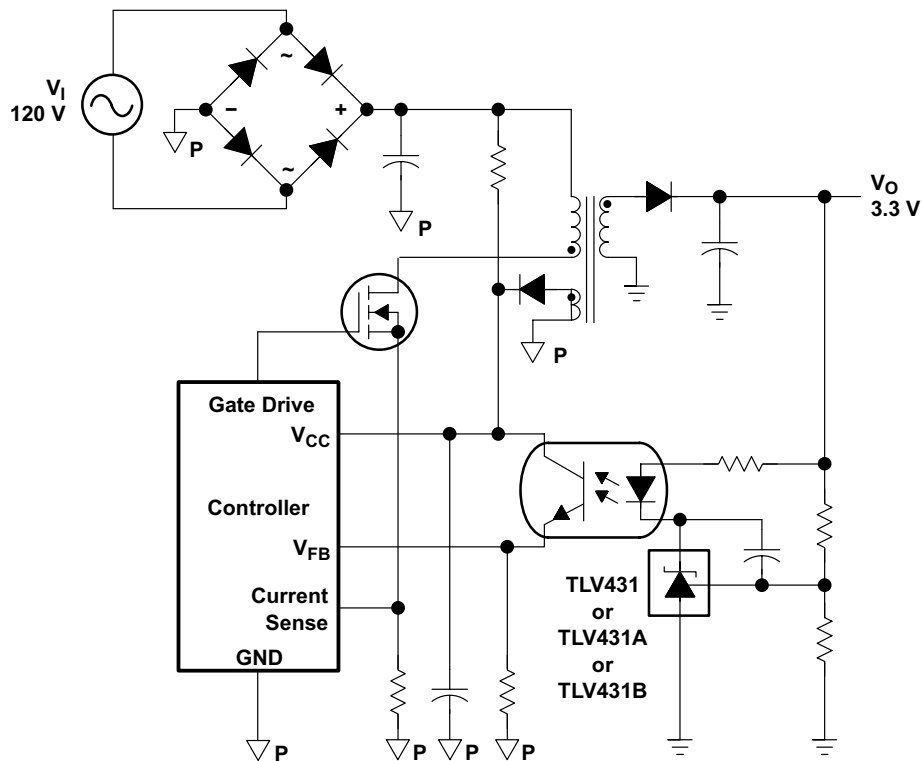 ~
V_I
120 V
−
+
P
~
P
P
V_O
3.3 V
P
Gate Drive
V_CC
Controller
V_FB
Current
Sense
GND
TLV431
or
TLV431A
or
TLV431B
P
P
P
P